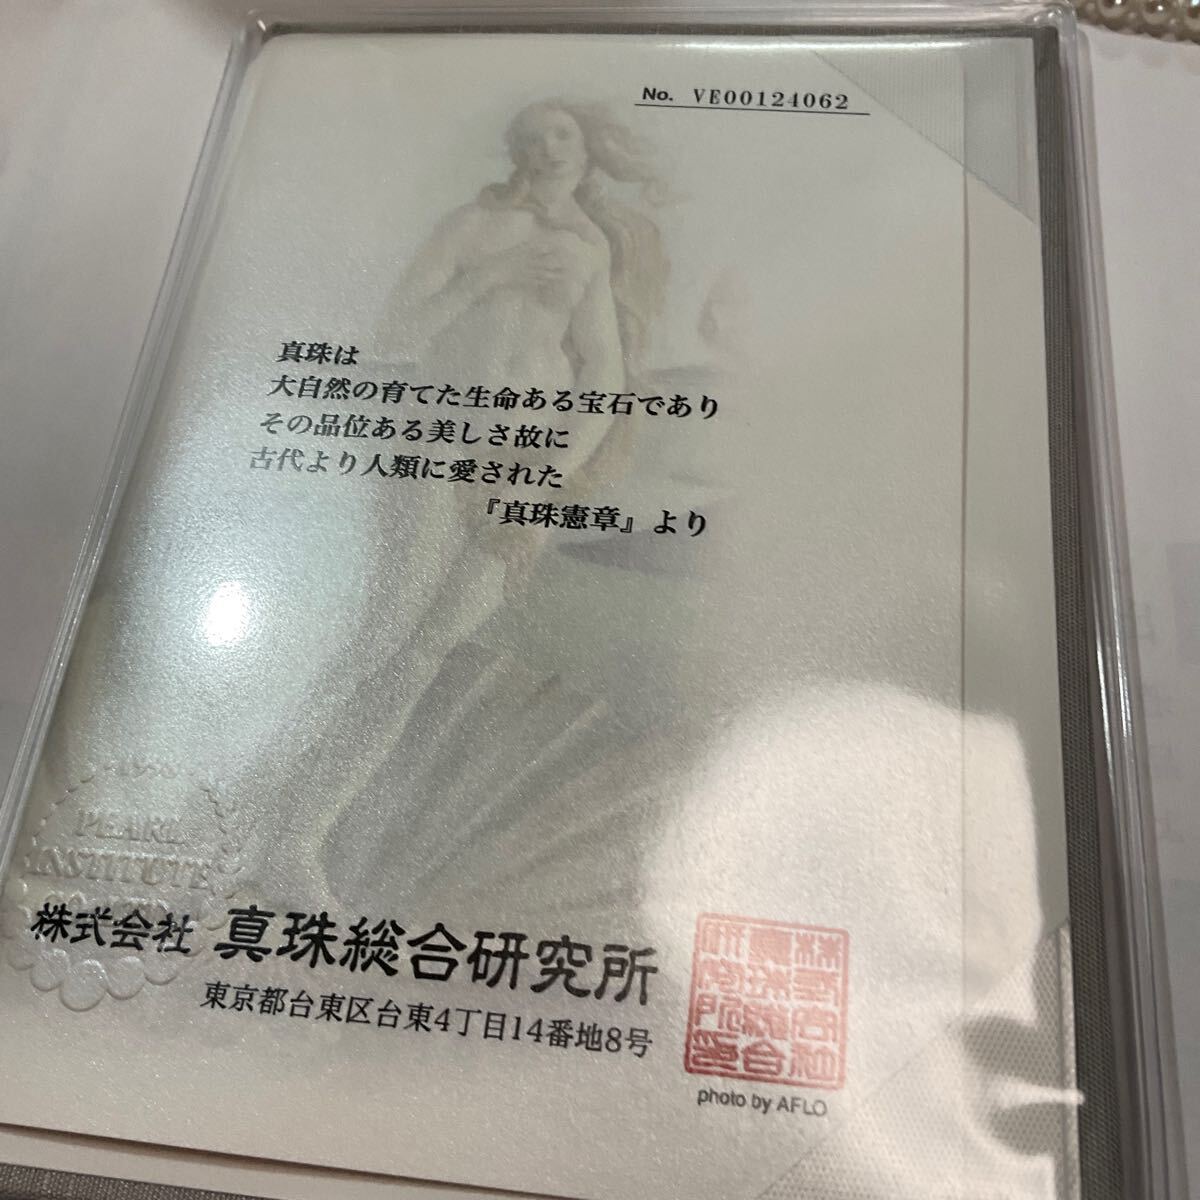 No. VE00124062
真珠は
大自然の育てた生命ある宝石であり
その品位ある美しさ故に
古代より人類に愛された
『真珠憲章』より
PEARL
INSTITUTE
株式会社 真珠総合研究所
東京都台東区台東4丁目14番地8号
photo by AFLO